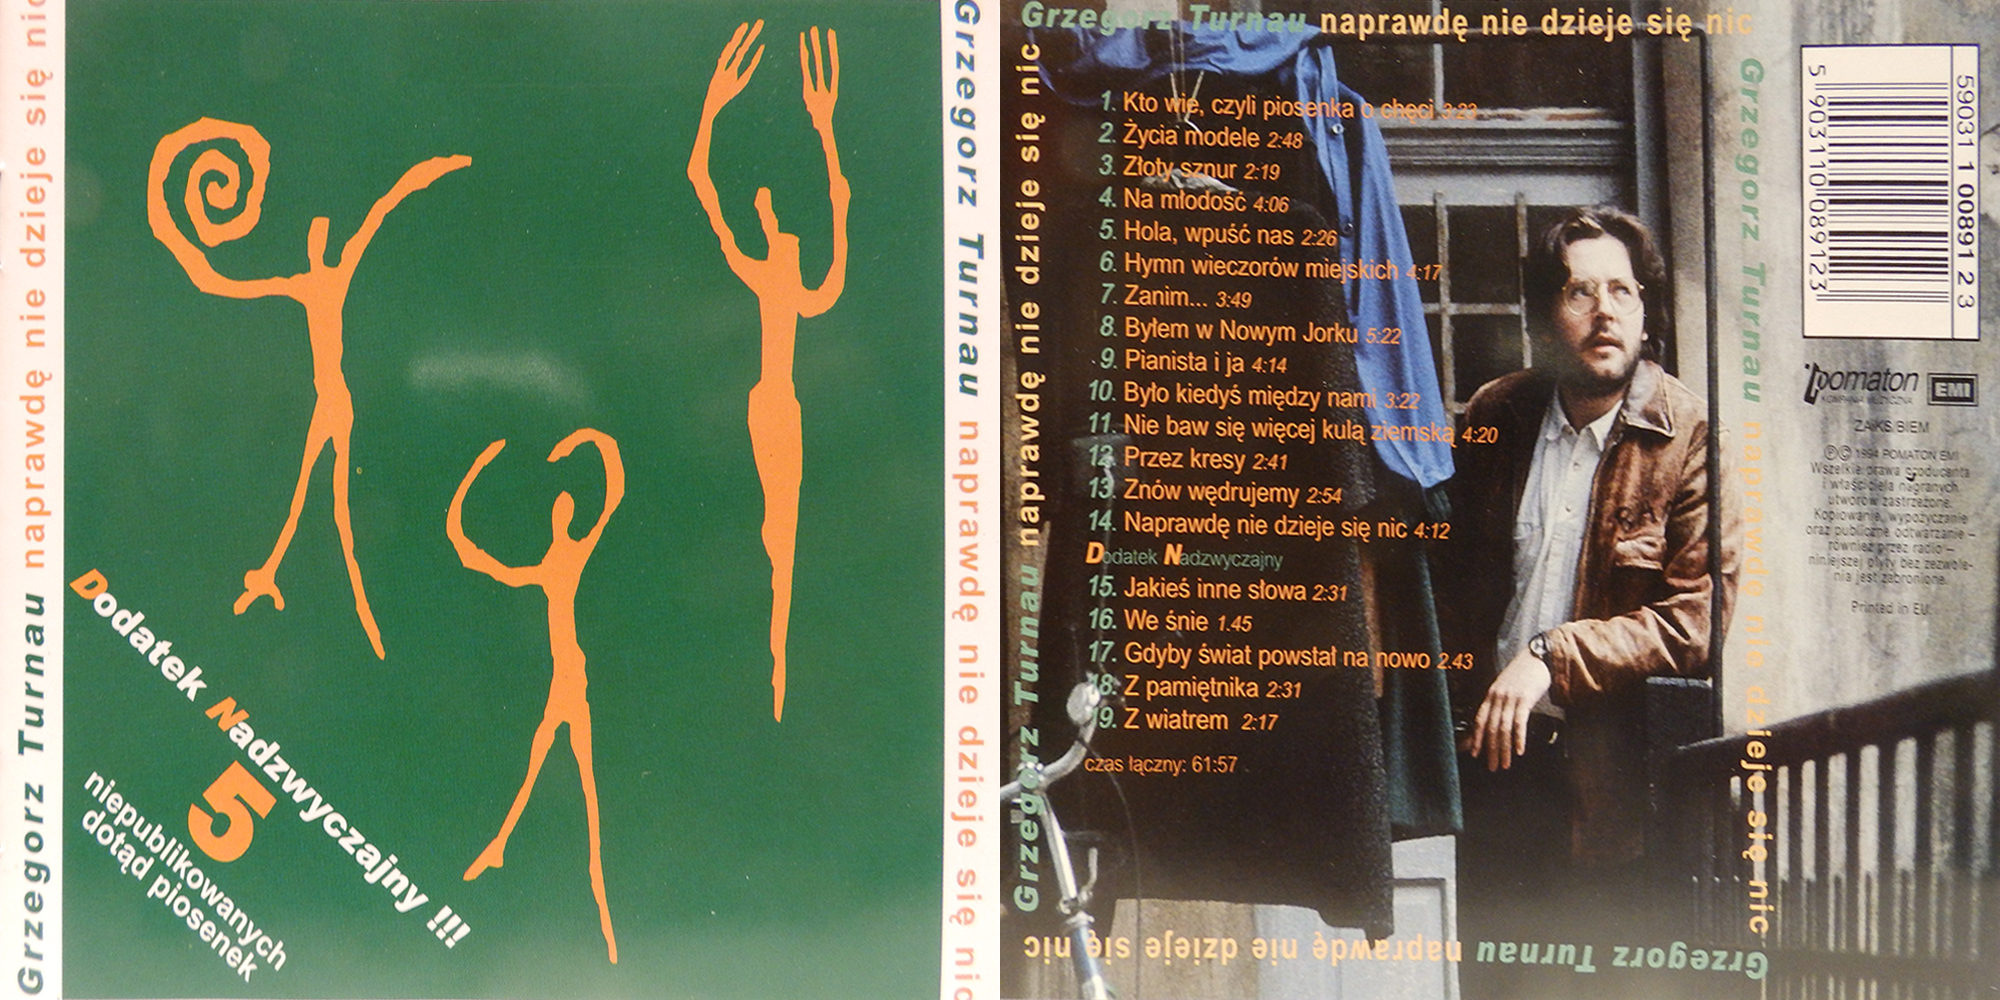 Grzegorz Turnau naprawdę nie dzieje się nic
Grzegorz Turnau naprawdę nie dzieje się nic
Dodatek Nadzwyczajny !!!
5
niepublikowanych
dotąd piosenek
Grzegorz Turnau naprawdę nie dzieje się nic
Grzegorz Turnau naprawdę nie dzieje się nic
Grzegorz Turnau naprawdę nie dzieje się nic
Grzegorz Turnau naprawdę nie dzieje się nic
1. Kto wie, czyli piosenka o chęci 3:23
2. Życia modele 2:48
3. Złoty sznur 2:19
4. Na młodość 4:06
5. Hola, wpuść nas 2:26
6. Hymn wieczorów miejskich 4:17
7. Zanim... 3:49
8. Byłem w Nowym Jorku 5:22
9. Pianista i ja 4:14
10. Było kiedyś między nami 3:22
11. Nie baw się więcej kulą ziemską 4:20
12. Przez kresy 2:41
13. Znów wędrujemy 2:54
14. Naprawdę nie dzieje się nic 4:12
Dodatek Nadzwyczajny
15. Jakieś inne słowa 2:31
16. We śnie 1.45
17. Gdyby świat powstał na nowo 2.43
18. Z pamiętnika 2:31
19. Z wiatrem 2:17
czas łączny: 61:57
59031 1 00891 2 3
5 903110 089123
pomaton
KOMPANIA MUZYCZNA
EMI
ZAiKS/BIEM
ⓅⒸ 1994 POMATON EMI
Wszelkie prawa producenta
i właściciela nagranych
utworów zastrzeżone.
Kopiowanie, wypożyczanie
oraz publiczne odtwarzanie –
również przez radio –
niniejszej płyty bez zezwole-
nia jest zabronione.
Printed in EU.